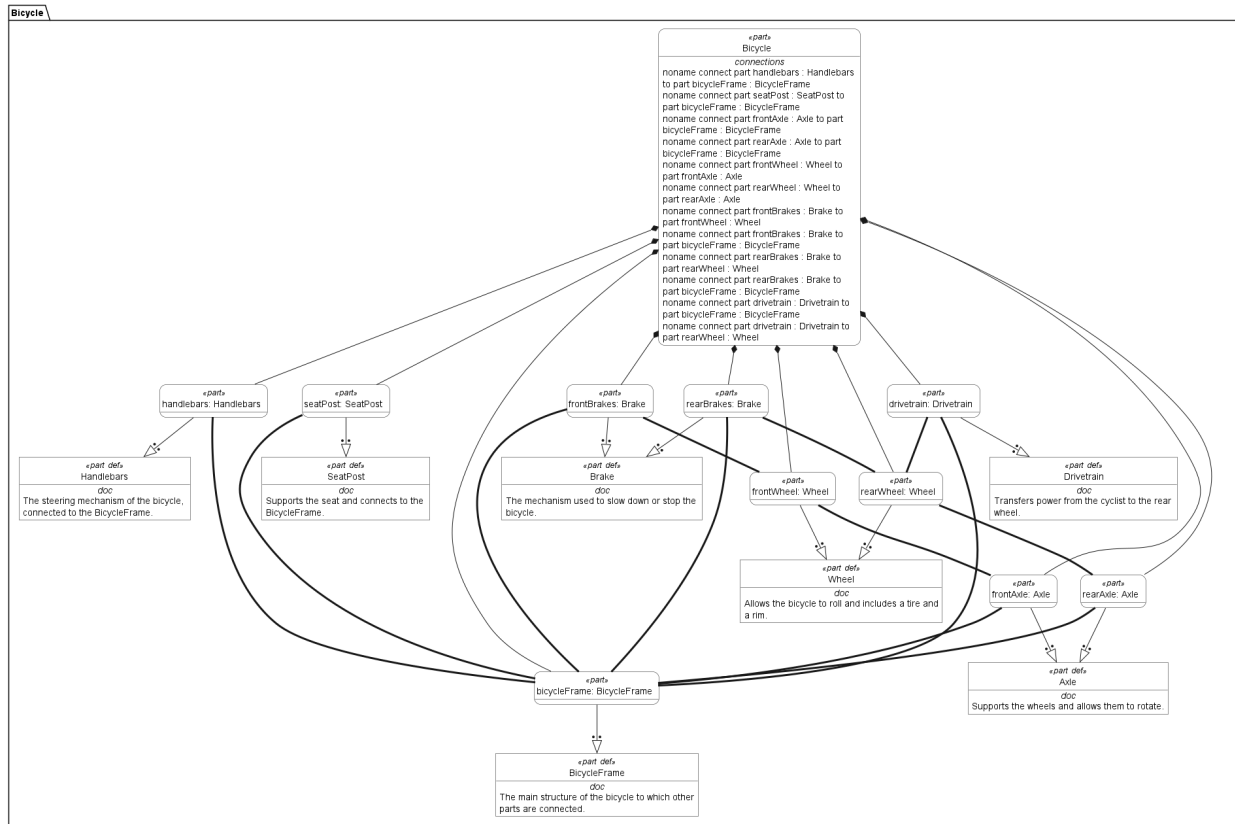 Bicycle
«part»
Bicycle
connections
noname connect part handlebars : Handlebars
to part bicycleFrame : BicycleFrame
noname connect part seatPost : SeatPost to
part bicycleFrame : BicycleFrame
noname connect part frontAxle : Axle to part
bicycleFrame : BicycleFrame
noname connect part rearAxle : Axle to part
bicycleFrame : BicycleFrame
noname connect part frontWheel : Wheel to
part frontAxle : Axle
noname connect part rearWheel : Wheel to
part rearAxle : Axle
noname connect part frontBrakes : Brake to
part frontWheel : Wheel
noname connect part frontBrakes : Brake to
part bicycleFrame : BicycleFrame
noname connect part rearBrakes : Brake to
part rearWheel : Wheel
noname connect part rearBrakes : Brake to
part bicycleFrame : BicycleFrame
noname connect part drivetrain : Drivetrain to
part bicycleFrame : BicycleFrame
noname connect part drivetrain : Drivetrain to
part rearWheel : Wheel
«part»
handlebars: Handlebars
«part»
seatPost: SeatPost
«part»
frontBrakes: Brake
«part»
rearBrakes: Brake
«part»
drivetrain: Drivetrain
«part def»
Handlebars
doc
The steering mechanism of the bicycle,
connected to the BicycleFrame.
«part def»
SeatPost
doc
Supports the seat and connects to the
BicycleFrame.
«part def»
Brake
doc
The mechanism used to slow down or stop the
bicycle.
«part»
frontWheel: Wheel
«part»
rearWheel: Wheel
«part def»
Drivetrain
doc
Transfers power from the cyclist to the rear
wheel.
«part def»
Wheel
doc
Allows the bicycle to roll and includes a tire and
a rim.
«part»
frontAxle: Axle
«part»
rearAxle: Axle
«part»
bicycleFrame: BicycleFrame
«part def»
Axle
doc
Supports the wheels and allows them to rotate.
«part def»
BicycleFrame
doc
The main structure of the bicycle to which other
parts are connected.